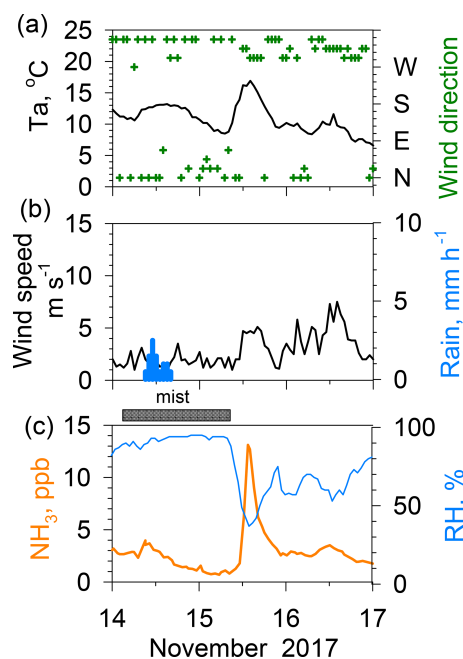 (a)
25
20
15
10
5
0
Ta, °C
W
S
E
N
Wind direction
(b)
15
10
5
0
Wind speed
m s⁻¹
10
5
0
Rain, mm h⁻¹
mist
(c)
15
10
5
0
NH₃, ppb
100
50
0
RH. %
14 15 16 17
November 2017